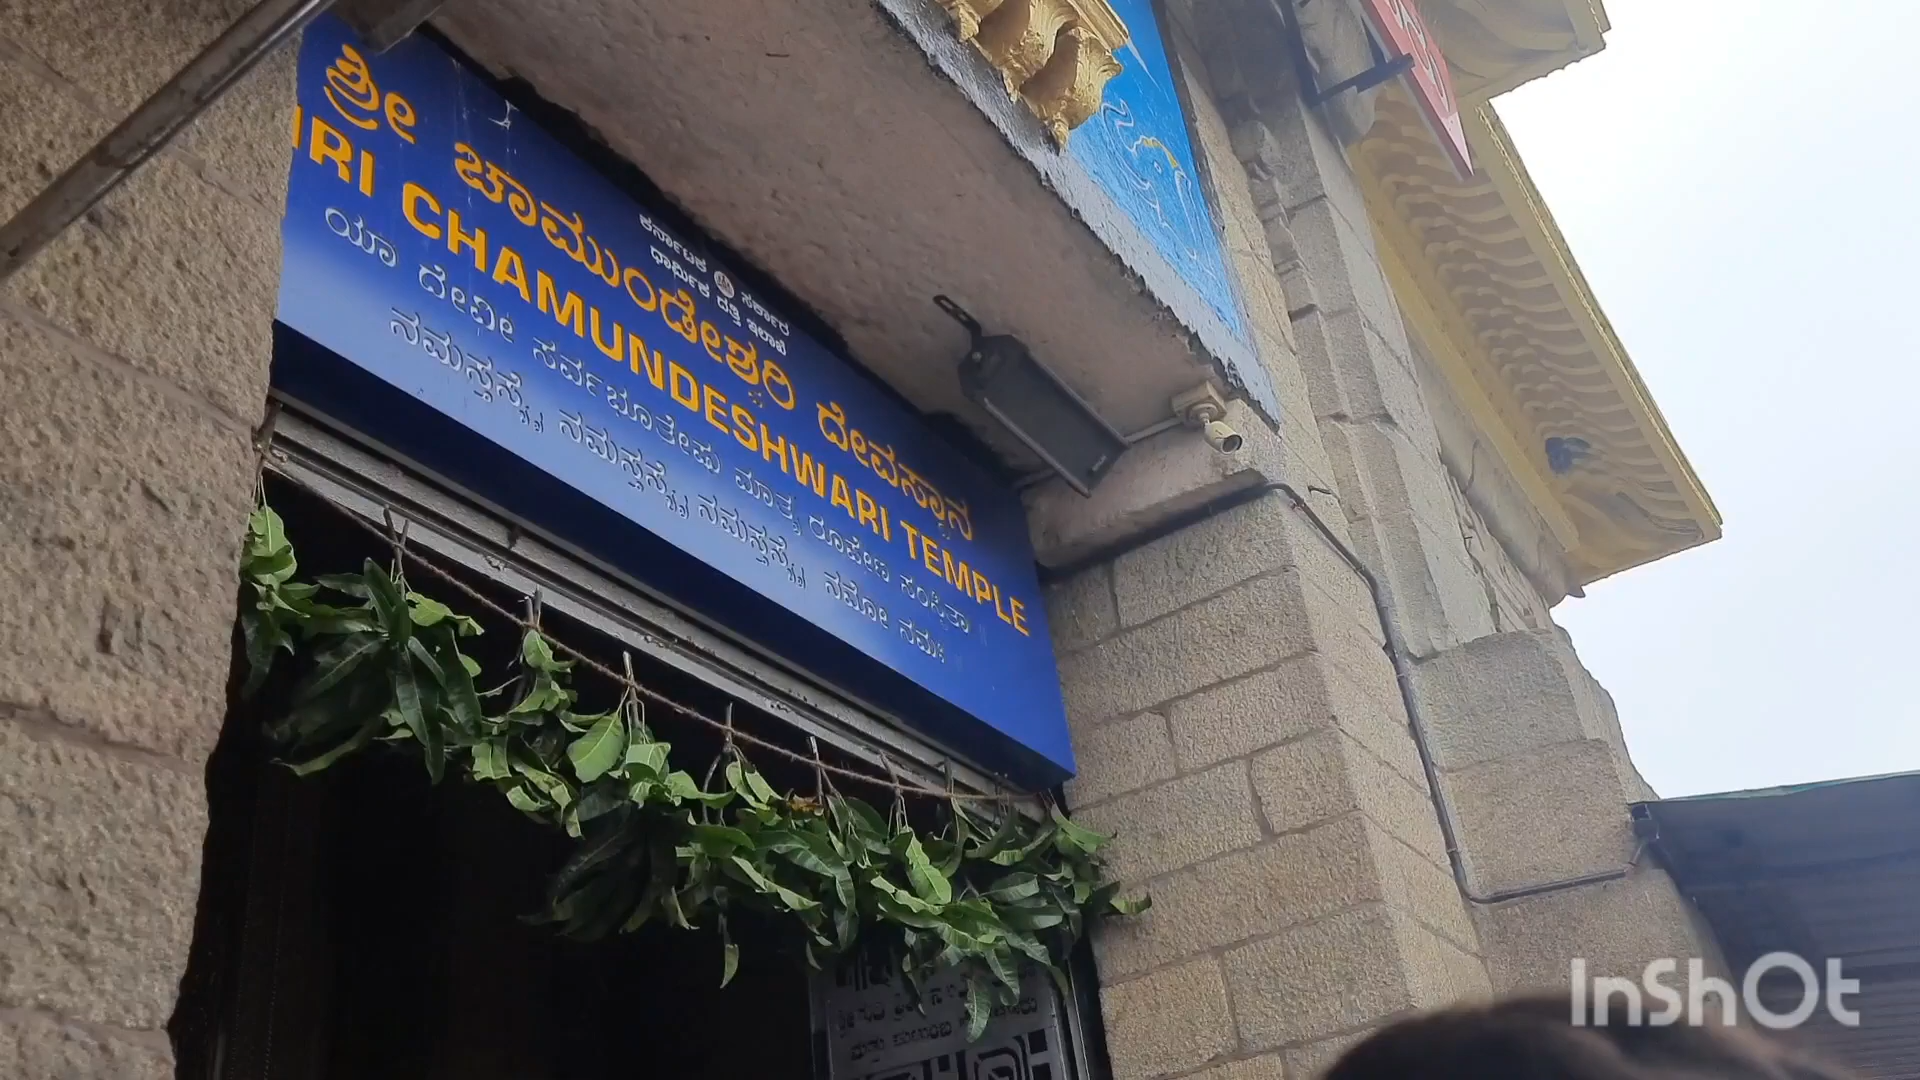 ಶ್ರೀ ಚಾಮುಂಡೇಶ್ವರಿ ದೇವಸ್ಥಾನ
ಕರ್ನಾಟಕ ಸರ್ಕಾರ
ಧಾರ್ಮಿಕ ದತ್ತಿ ಇಲಾಖೆ
HRI CHAMUNDESHWARI TEMPLE
ಯಾ ದೇವೀ ಸರ್ವಭೂತೇಷು ಮಾತೃ ರೂಪೇಣ ಸಂಸ್ಥಿತಾ
ನಮಸ್ತಸ್ಯೈ ನಮಸ್ತಸ್ಯೈ ನಮಸ್ತಸ್ಯೈ ನಮೋ ನಮಃ
InShOt